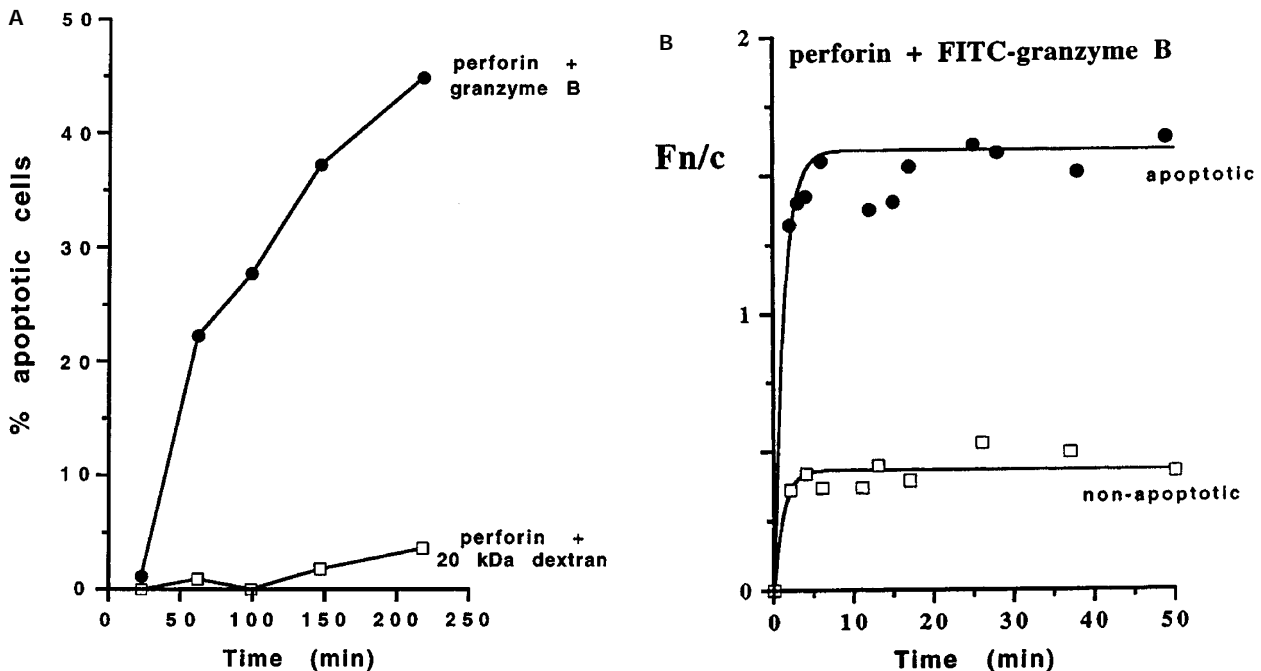 A
50
40
30
20
10
0
% apoptotic cells
perforin +
granzyme B
perforin +
20 kDa dextran
0 50 100 150 200 250
Time (min)
B
perforin + FITC-granzyme B
Fn/c
2
1
0
apoptotic
non-apoptotic
10 20 30 40 50
Time (min)